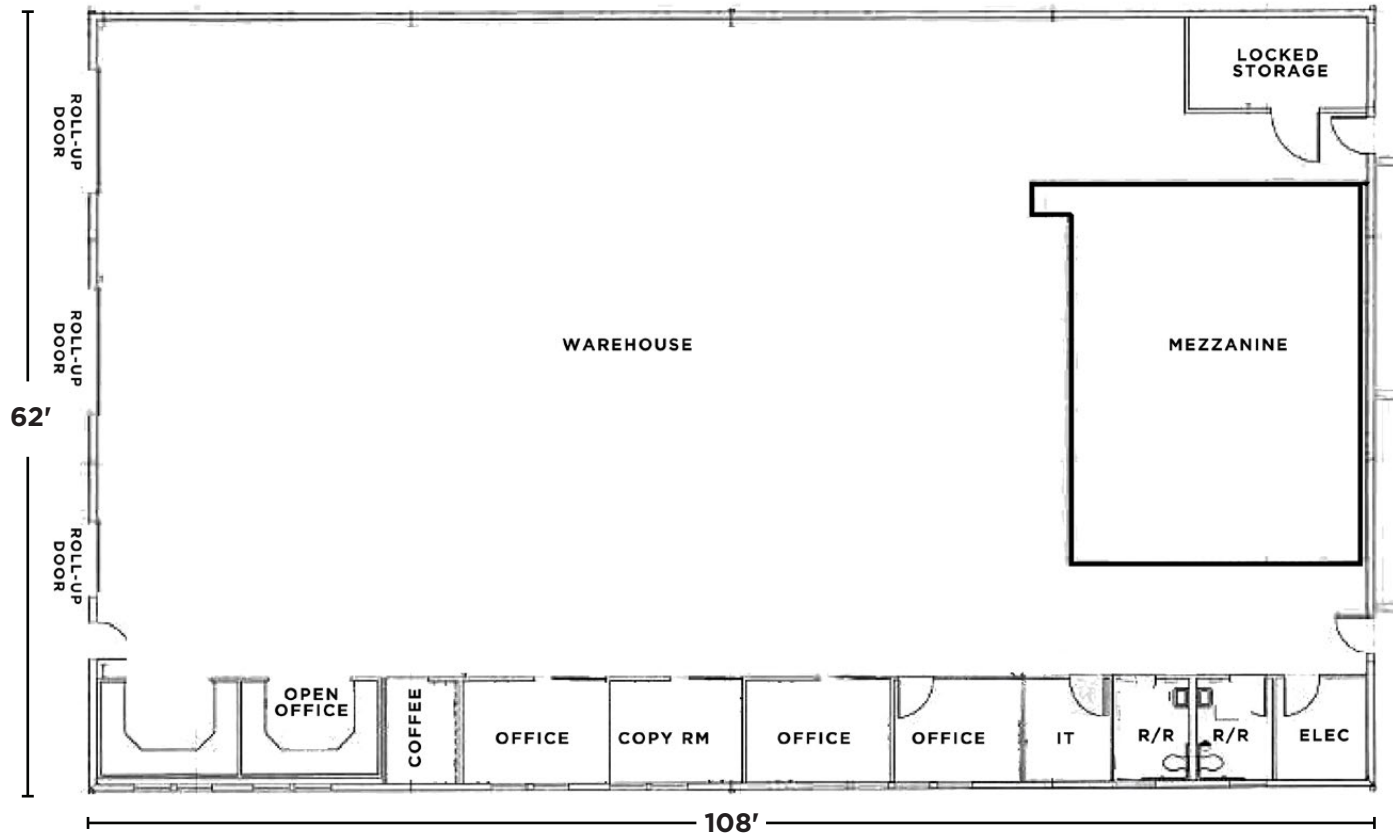 LOCKED
STORAGE
ROLL-UP
DOOR
ROLL-UP
DOOR
WAREHOUSE
MEZZANINE
62'
ROLL-UP
DOOR
OPEN
OFFICE
COFFEE
OFFICE
COPY RM
OFFICE
OFFICE
IT
R/R
R/R
ELEC
108'